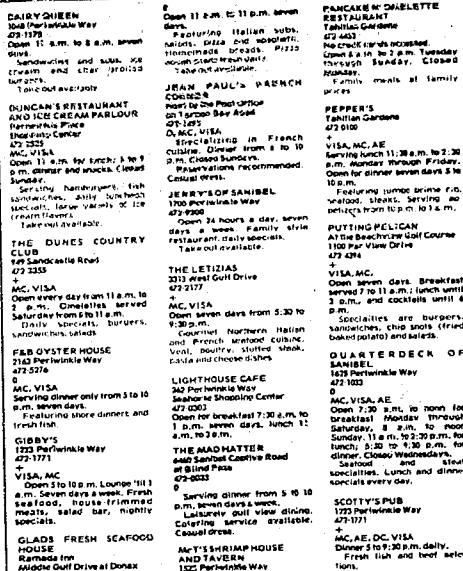 DAIRY QUEEN
1048 Periwinkle Way
472-1170
Open 11 a.m. to 8 a.m. seven
days.
Sandwiches and subs, ice
cream and char broiled
burgers.
Take out available.
DUNCAN'S RESTAURANT
AND ICE CREAM PARLOUR
Periwinkle Place
Shopping Center
472-2525
MC, VISA
Open 11 a.m. for lunch; 5 to 9
p.m. dinner and snacks. Closed
Sunday.
Serving hamburgers, fish
sandwiches, daily luncheon
specials, large variety of ice
cream flavors.
Take out available.
THE DUNES COUNTRY
CLUB
949 Sandcastle Road
472-3355
+
MC, VISA
Open every day from 11 a.m. to
2 p.m. Omelettes served
Saturday from 8 to 11 a.m.
Daily specials, burgers,
sandwiches, salads
F&B OYSTER HOUSE
2163 Periwinkle Way
472-5276
0
MC, VISA
Serving dinner only from 5 to 10
p.m. seven days.
Featuring shore dinners and
fresh fish.
GIBBY'S
1223 Periwinkle Way
472-1771
+
VISA, MC
Open 5 to 10 p.m. Lounge 'til 1
a.m. Seven days a week. Fresh
seafood, house-trimmed
meats, salad bar, nightly
specials.
GLADS FRESH SEAFOOD
HOUSE
Ramada Inn
Middle Gulf Drive at Donax
Open 11 a.m. to 11 p.m. seven
days.
Featuring Italian subs,
salads, pizza and spaghetti.
Homemade breads. Pizza
dough made fresh daily.
Take out available.
JEAN PAUL'S FRENCH
CORNER
Next to the Post Office
on Tarpon Bay Road
472-1493
0, MC, VISA
Specializing in French
cuisine. Dinner from 6 to 10
p.m. Closed Sundays.
Reservations recommended.
Casual dress.
JERRY'S OF SANIBEL
1700 Periwinkle Way
472-9300
Open 24 hours a day, seven
days a week. Family style
restaurant, daily specials.
Take out available.
THE LETIZIAS
3313 West Gulf Drive
472-2177
+
MC, VISA
Open seven days from 5:30 to
9:30 p.m.
Gourmet Northern Italian
and French seafood cuisine.
Veal, poultry, stuffed steak,
pasta and cheese dishes
LIGHTHOUSE CAFE
362 Periwinkle Way
Seahorse Shopping Center
472-0303
Open for breakfast 7:30 a.m. to
1 p.m. seven days, lunch 11
a.m. to 3 p.m.
THE MAD HATTER
6460 Sanibel Captiva Road
at Blind Pass
472-0033
0
Serving dinner from 5 to 10
p.m. seven days a week.
Leisurely gulf view dining.
Catering service available.
Casual dress.
McT'S SHRIMP HOUSE
AND TAVERN
1523 Periwinkle Way
PANCAKE N' OMELETTE
RESTAURANT
Tahitian Gardens
472-4453
No credit cards accepted.
Open 8 a.m. to 2 p.m. Tuesday
through Sunday. Closed
Monday.
Family meals at family
prices
PEPPER'S
Tahitian Gardens
472-0100
+
VISA, MC, AE
Serving lunch 11:30 a.m. to 2:30
p.m. Monday through Friday.
Open for dinner seven days 5 to
10 p.m.
Featuring jumbo prime rib,
seafood, steaks. Serving ap-
petizers from 10 p.m. to 1 a.m.
PUTTING PELICAN
At the Beachview Golf Course
1100 Par View Drive
472-4394
+
VISA, MC.
Open seven days. Breakfast
served 7 to 11 a.m.; lunch until
3 p.m., and cocktails until 6
p.m.
Specialties are burgers,
sandwiches, chip shots (fried
baked potato) and salads.
QUARTERDECK OF
SANIBEL
1625 Periwinkle Way
472-1033
0
MC, VISA, AE
Open 7:30 a.m. to noon for
breakfast Monday through
Saturday, 8 a.m. to noon
Sunday. 11 a.m. to 2:30 p.m. for
lunch; 5:30 to 9:30 p.m. for
dinner. Closed Wednesdays.
Seafood and steak
specialties. Lunch and dinner
specials every day.
SCOTTY'S PUB
1223 Periwinkle Way
472-1771
+
MC, AE, DC, VISA
Dinner 5 to 9:30 p.m. daily.
Fresh fish and beef selec-
tions.